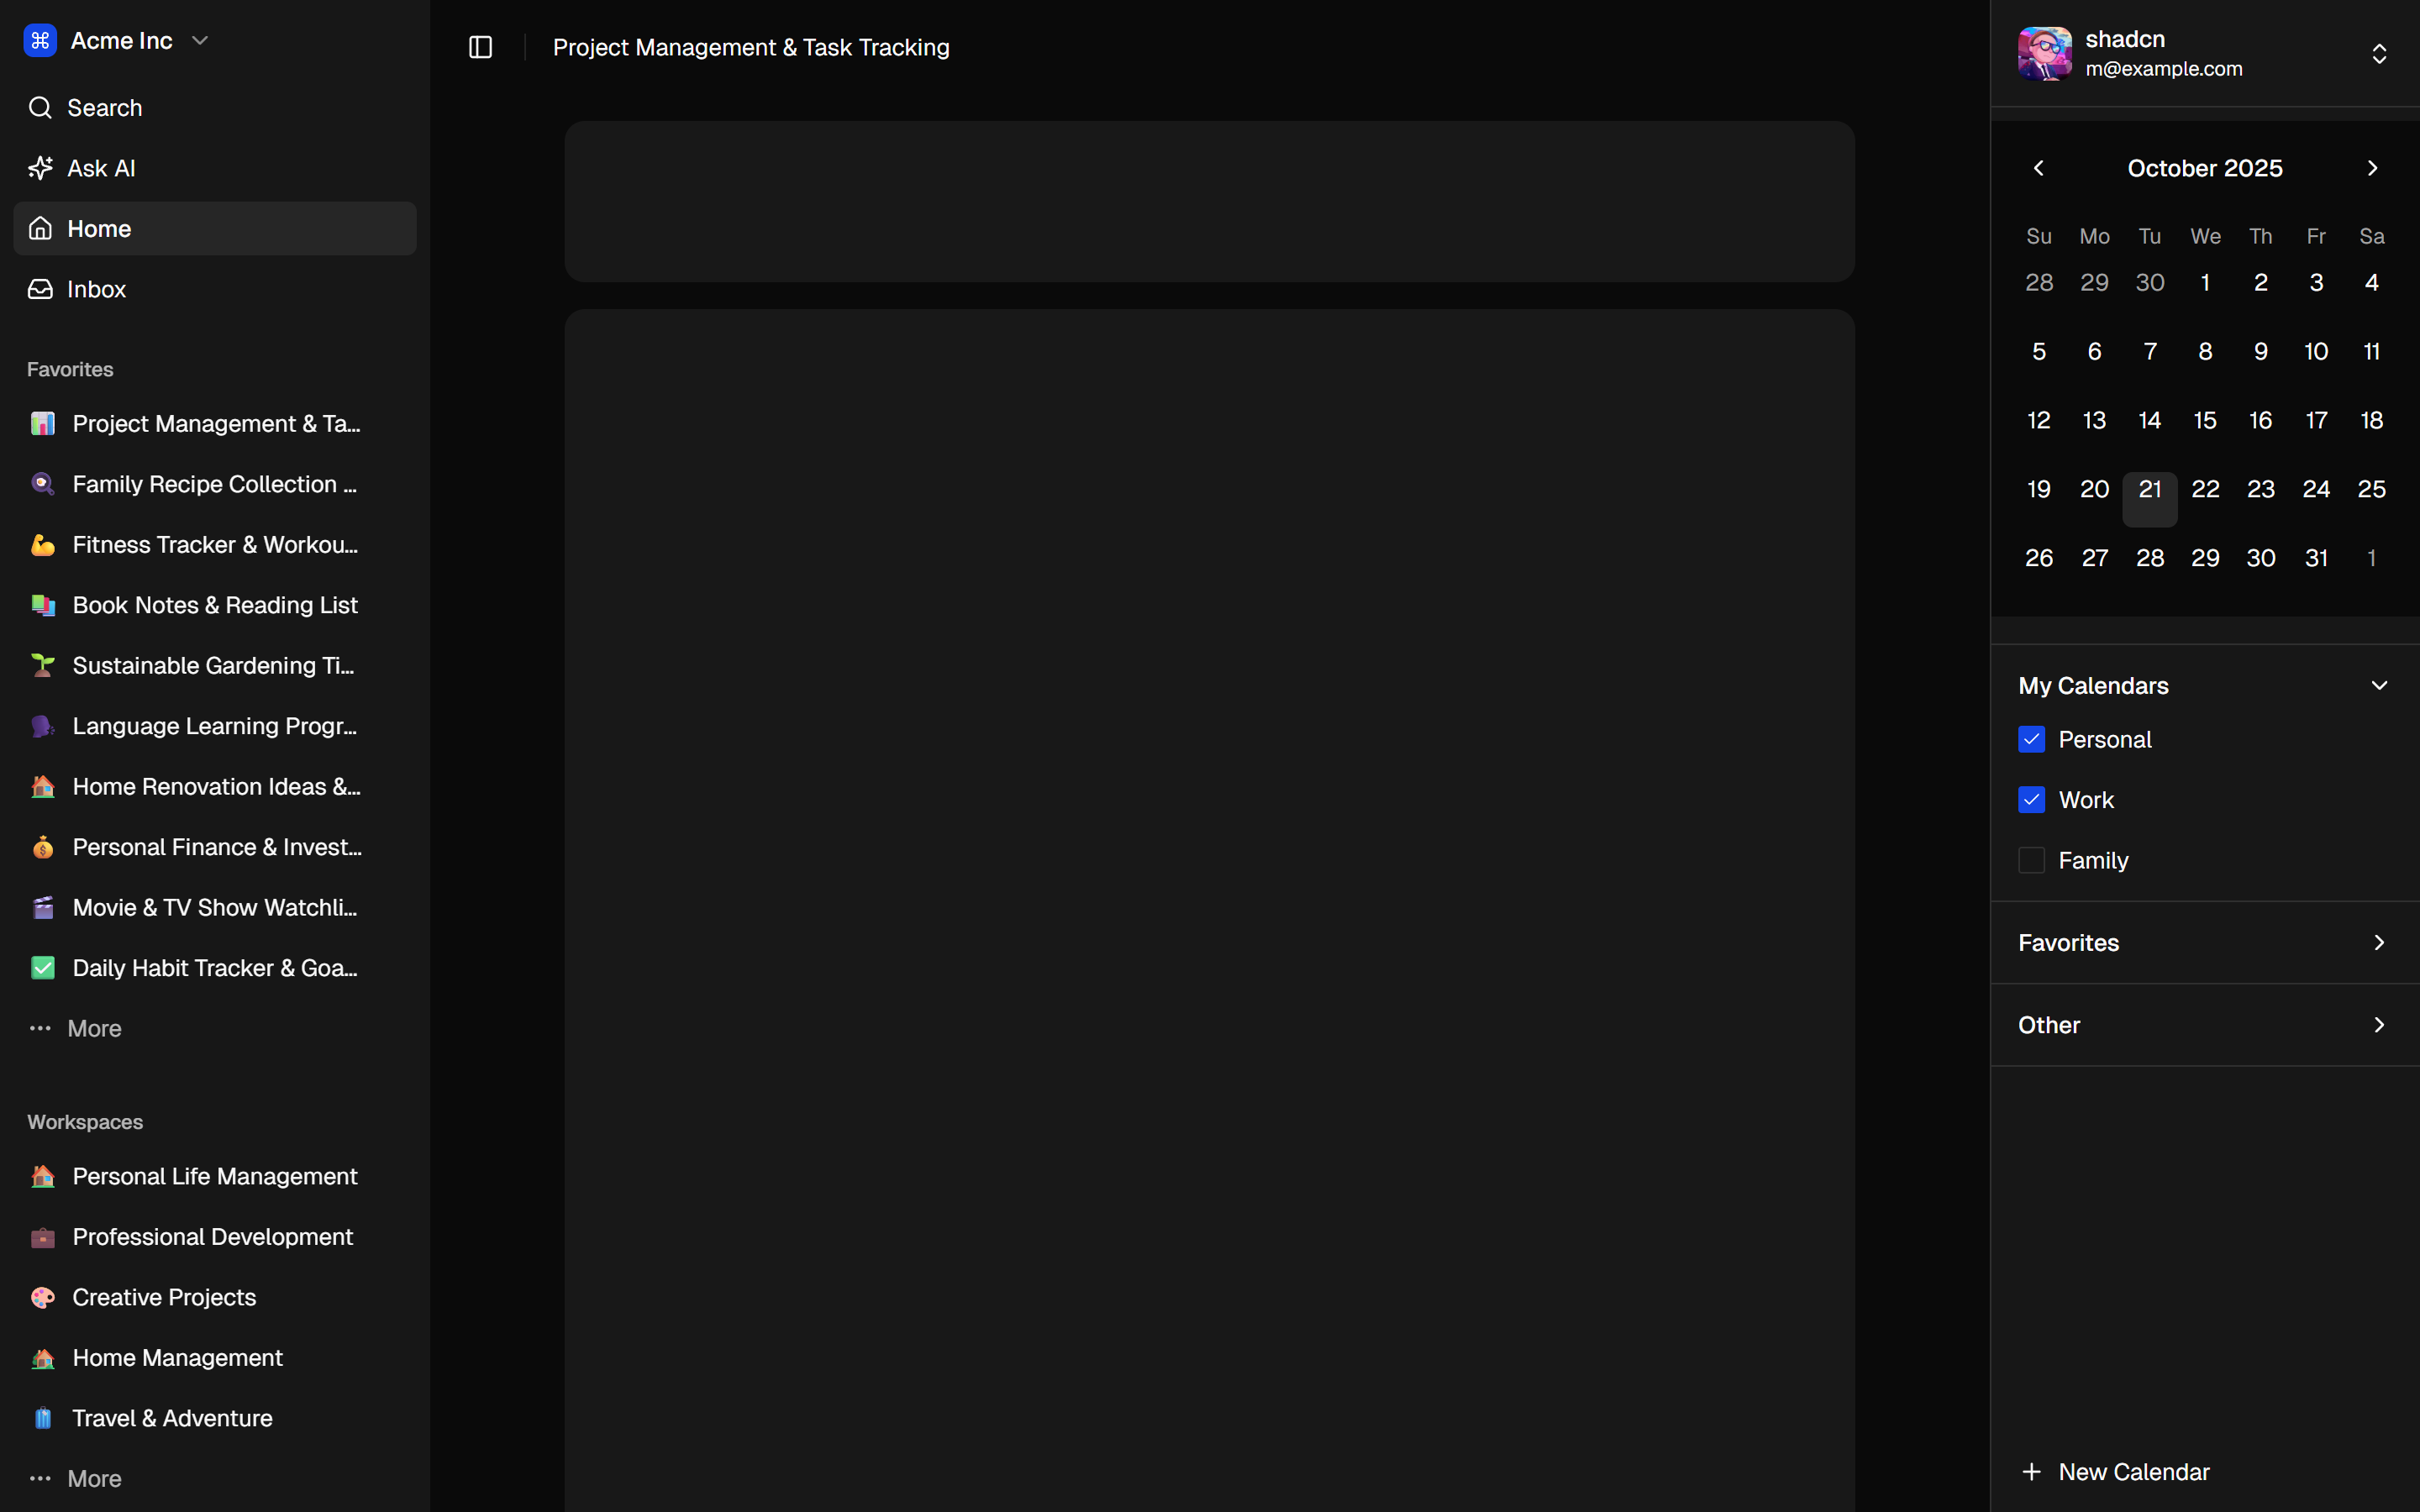 Acme Inc
Search
Ask AI
Home
Inbox
Favorites
Project Management & Ta...
Family Recipe Collection ...
Fitness Tracker & Workou...
Book Notes & Reading List
Sustainable Gardening Ti...
Language Learning Progr...
Home Renovation Ideas &...
Personal Finance & Invest...
Movie & TV Show Watchli...
Daily Habit Tracker & Goa...
More
Workspaces
Personal Life Management
Professional Development
Creative Projects
Home Management
Travel & Adventure
More
Project Management & Task Tracking
shadcn
m@example.com
October 2025
Su Mo Tu We Th Fr Sa
28 29 30 1 2 3 4
5 6 7 8 9 10 11
12 13 14 15 16 17 18
19 20 21 22 23 24 25
26 27 28 29 30 31 1
My Calendars
Personal
Work
Family
Favorites
Other
New Calendar